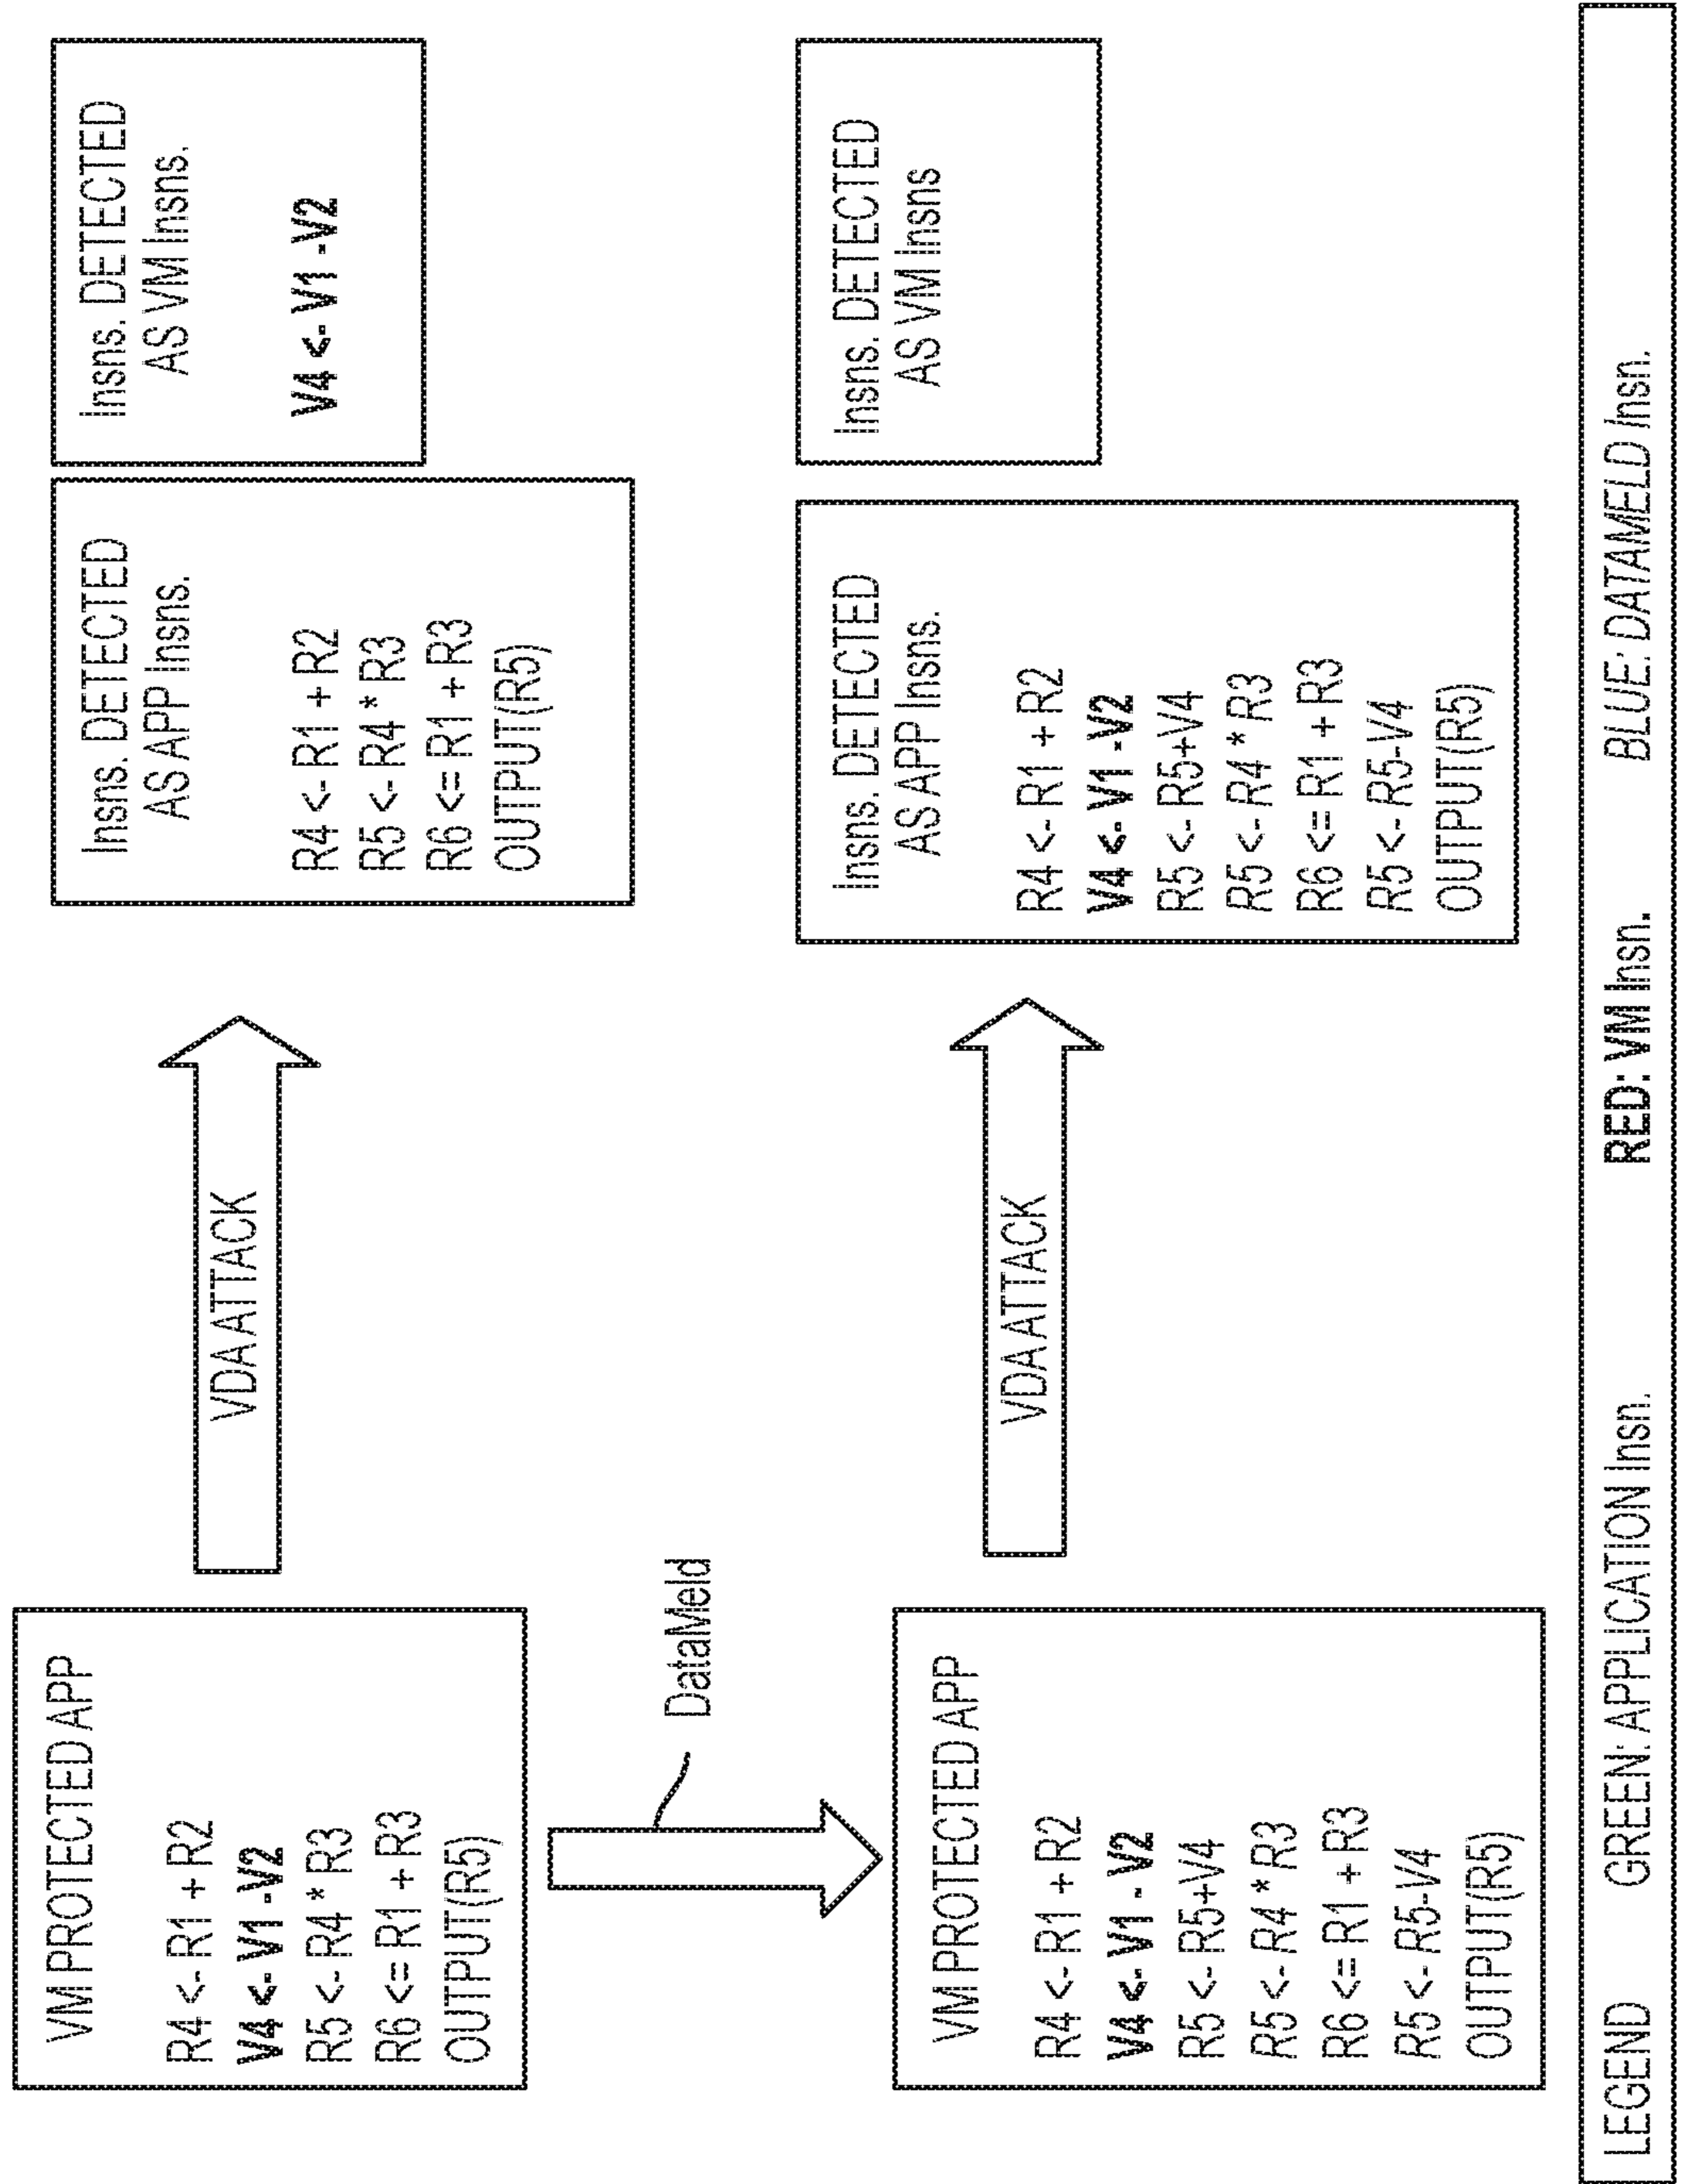 VM PROTECTED APP
R4 <- R1 + R2
V4 <- V1 -V2
R5 <- R4 * R3
R6 <= R1 + R3
OUTPUT(R5)
VDA ATTACK
Insns. DETECTED
AS APP Insns.
R4 <- R1 + R2
R5 <- R4 * R3
R6 <= R1 + R3
OUTPUT(R5)
Insns. DETECTED
AS VM Insns.
V4 <- V1 -V2
DataMeld
VM PROTECTED APP
R4 <- R1 + R2
V4 <- V1 - V2
R5 <- R5+V4
R5 <- R4 * R3
R6 <= R1 + R3
R5 <- R5-V4
OUTPUT(R5)
VDA ATTACK
Insns. DETECTED
AS APP Insns.
R4 <- R1 + R2
V4 <- V1 -V2
R5 <- R5+V4
R5 <- R4 * R3
R6 <= R1 + R3
R5 <- R5-V4
OUTPUT(R5)
Insns. DETECTED
AS VM Insns
LEGEND GREEN: APPLICATION Insn. RED: VM Insn. BLUE: DATAMELD Insn.